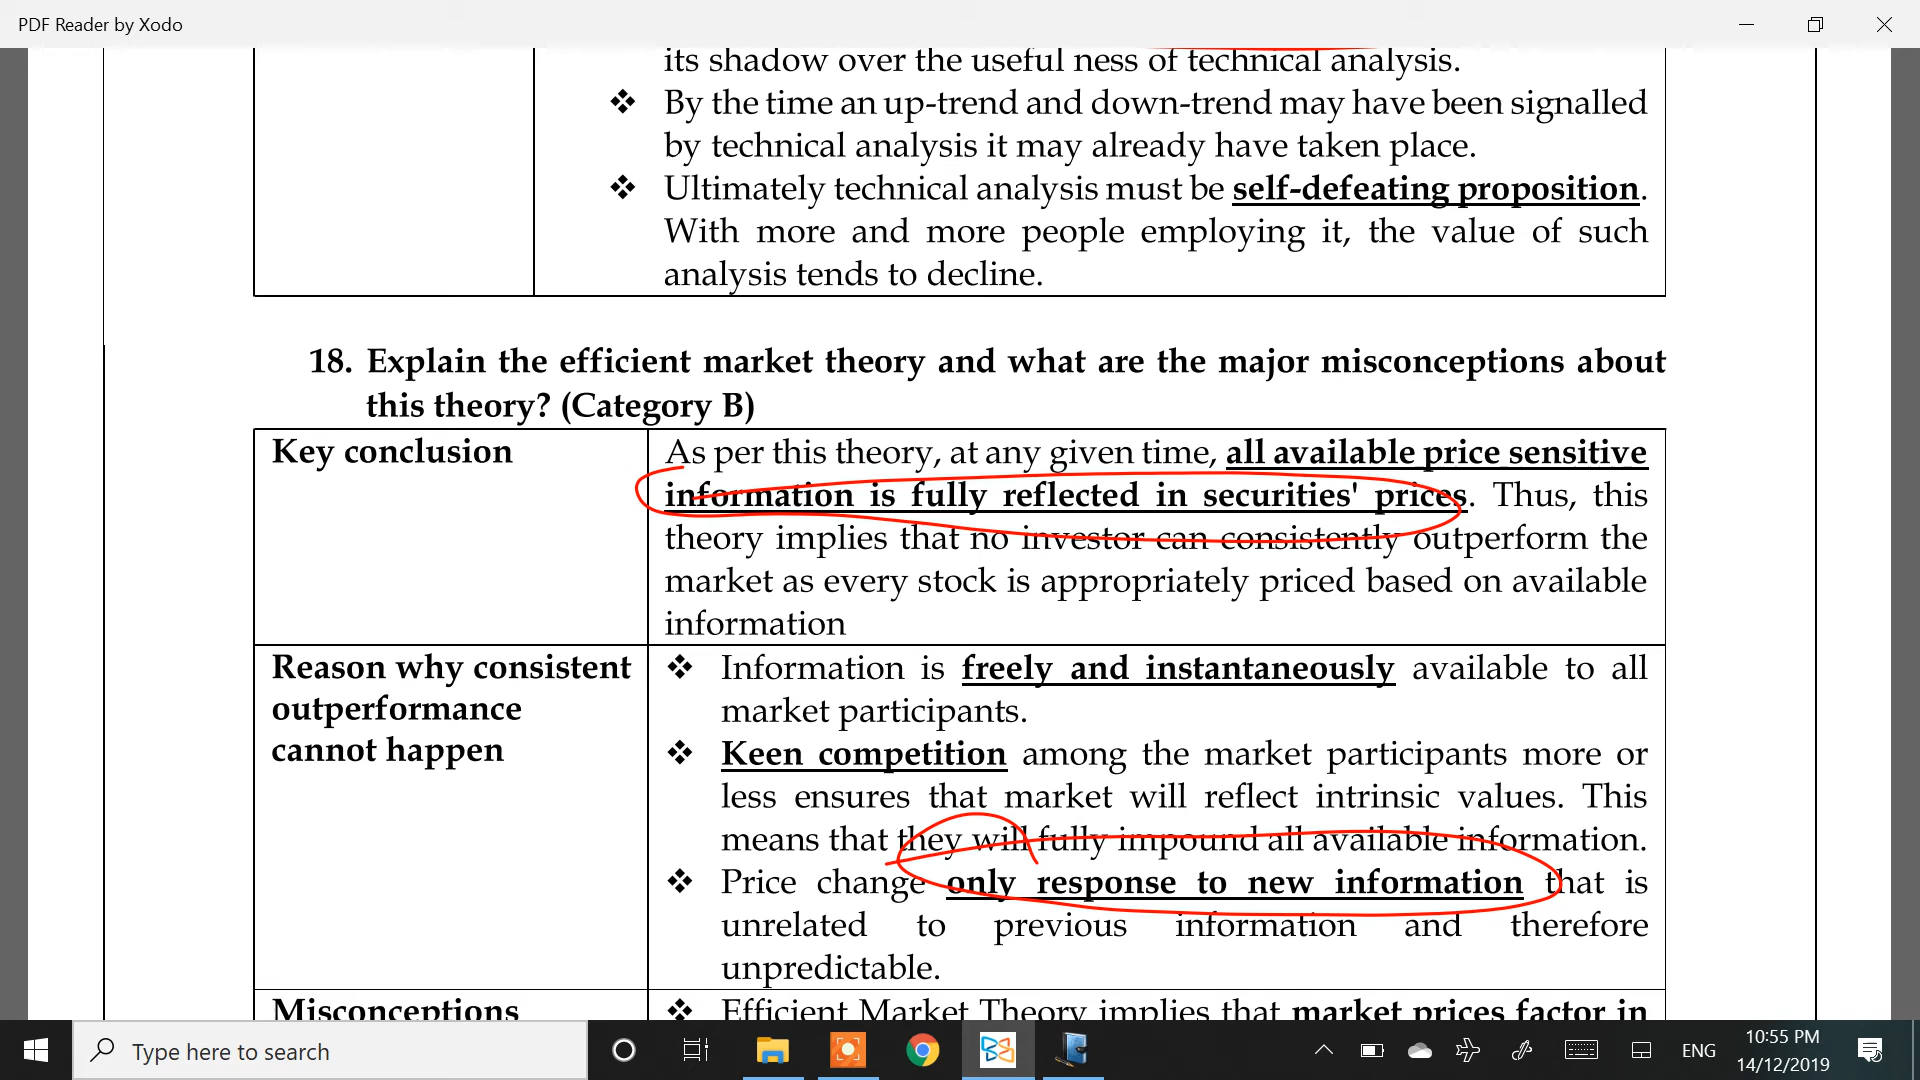 PDF Reader by Xodo
its shadow over the useful ness of technical analysis.
❖ By the time an up-trend and down-trend may have been signalled
by technical analysis it may already have taken place.
❖ Ultimately technical analysis must be self-defeating proposition.
With more and more people employing it, the value of such
analysis tends to decline.
18. Explain the efficient market theory and what are the major misconceptions about
this theory? (Category B)
Key conclusion
As per this theory, at any given time, all available price sensitive
information is fully reflected in securities' prices. Thus, this
theory implies that no investor can consistently outperform the
market as every stock is appropriately priced based on available
information
Reason why consistent
outperformance
cannot happen
❖ Information is freely and instantaneously available to all
market participants.
❖ Keen competition among the market participants more or
less ensures that market will reflect intrinsic values. This
means that they will fully impound all available information.
❖ Price change only response to new information that is
unrelated to previous information and therefore
unpredictable.
Misconceptions
❖ Efficient Market Theory implies that market prices factor in
Type here to search
ENG
10:55 PM
14/12/2019